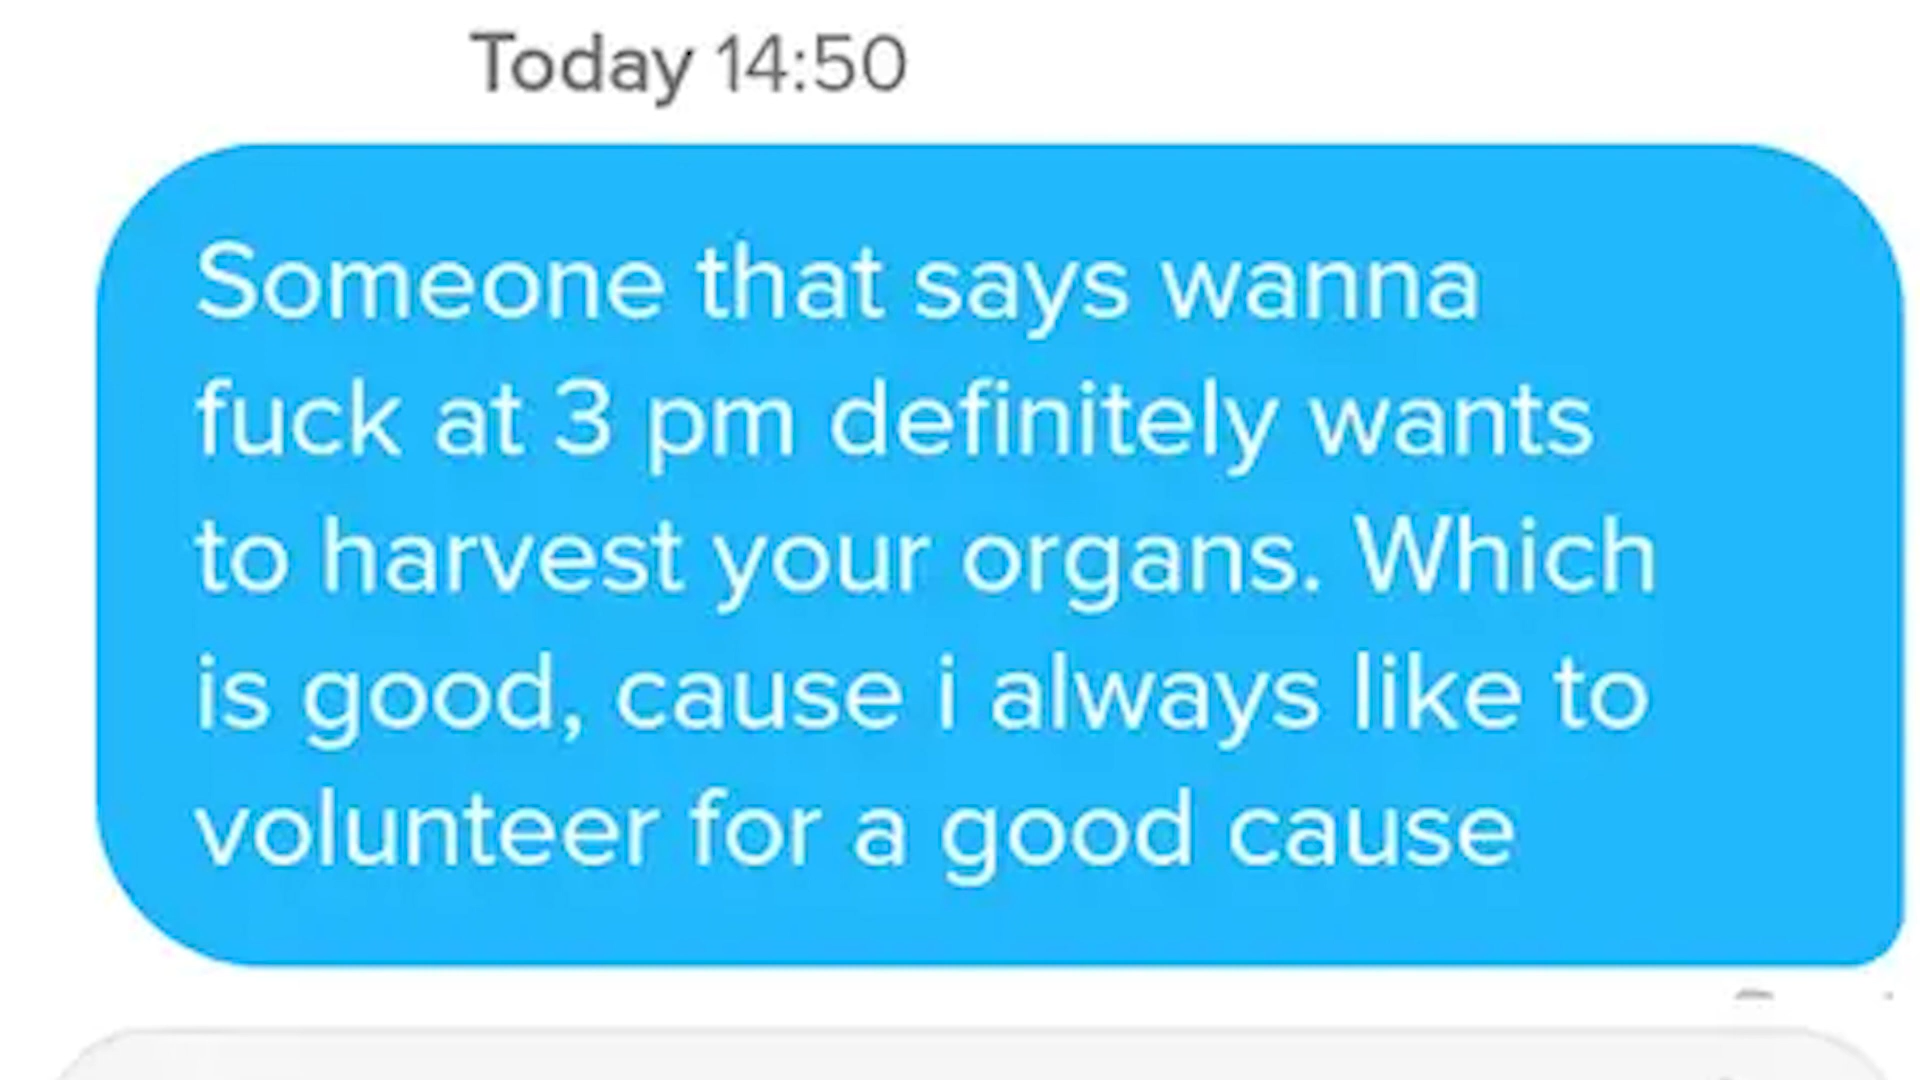 Today 14:50
Someone that says wanna
fuck at 3 pm definitely wants
to harvest your organs. Which
is good, cause i always like to
volunteer for a good cause